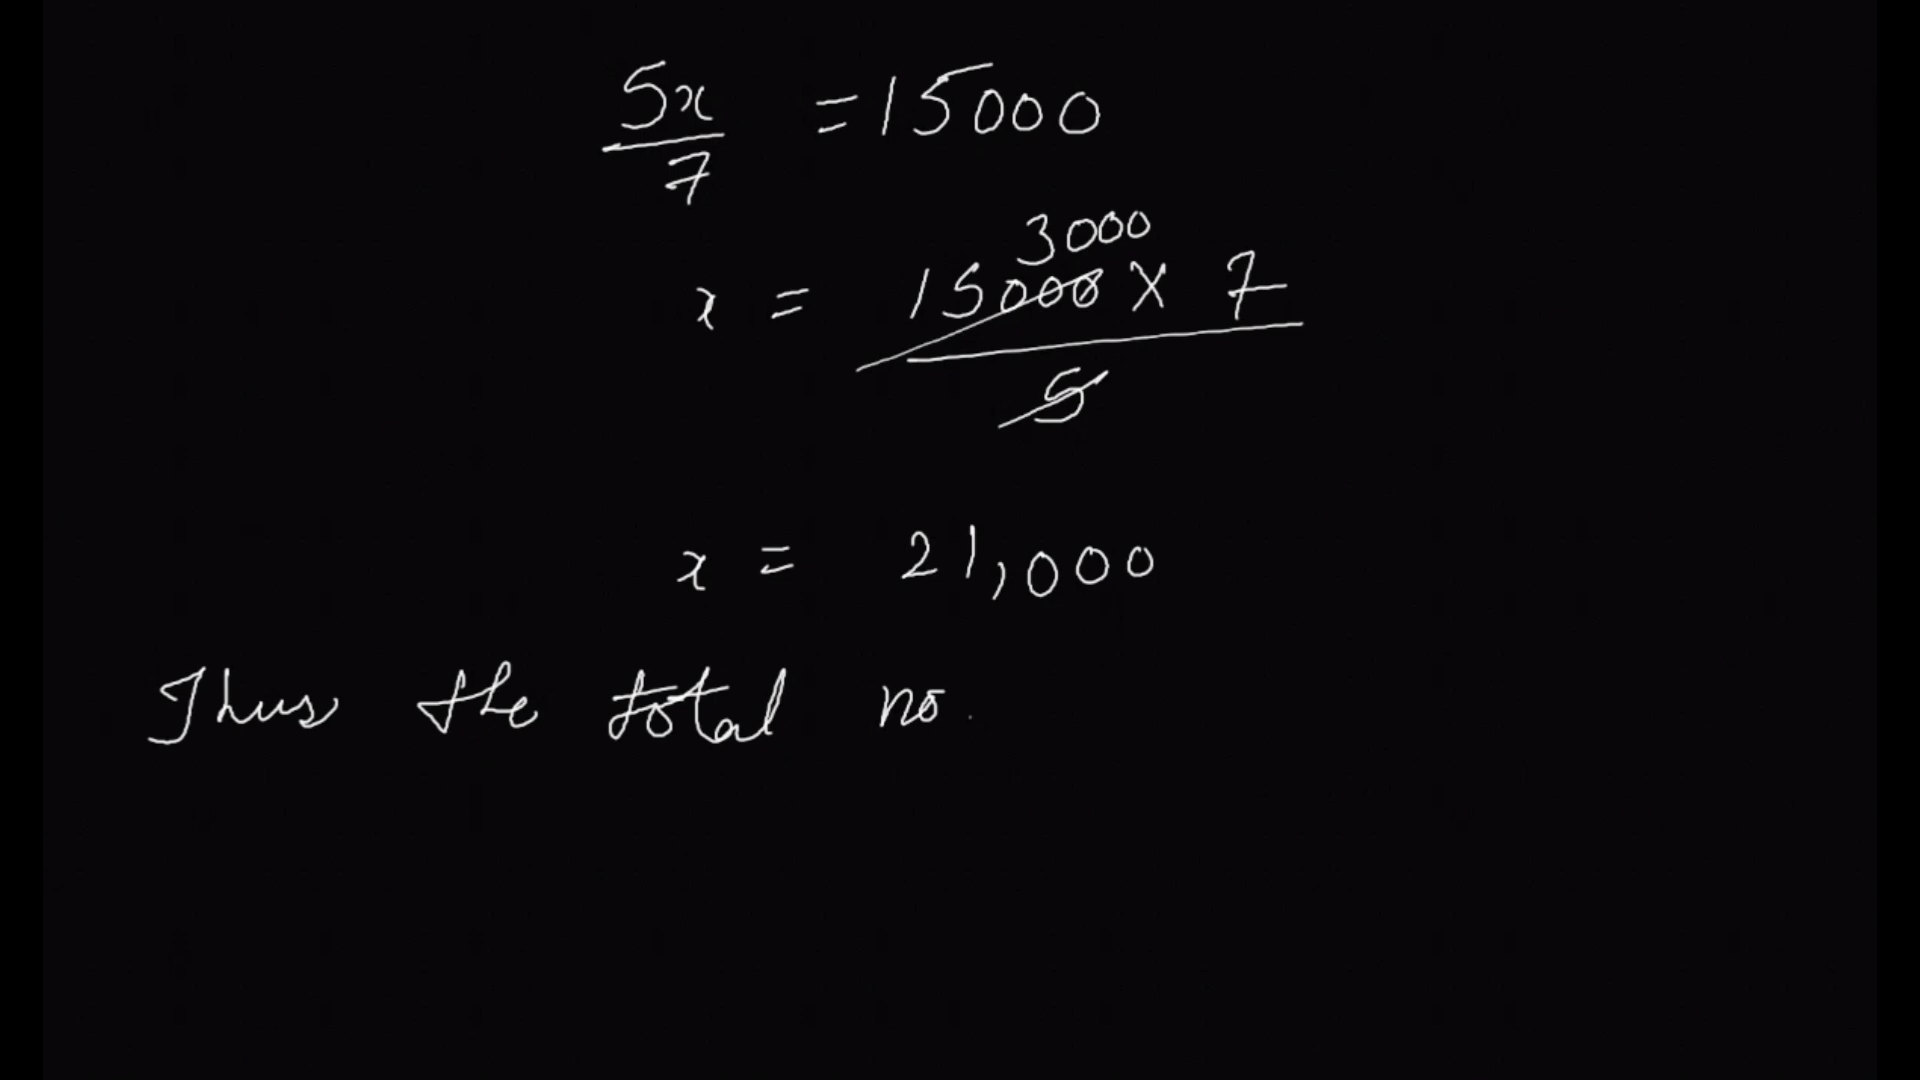 5x/7 = 15000
3000
x = 15000 X 7 / 5
x = 21,000
Thus the total no.